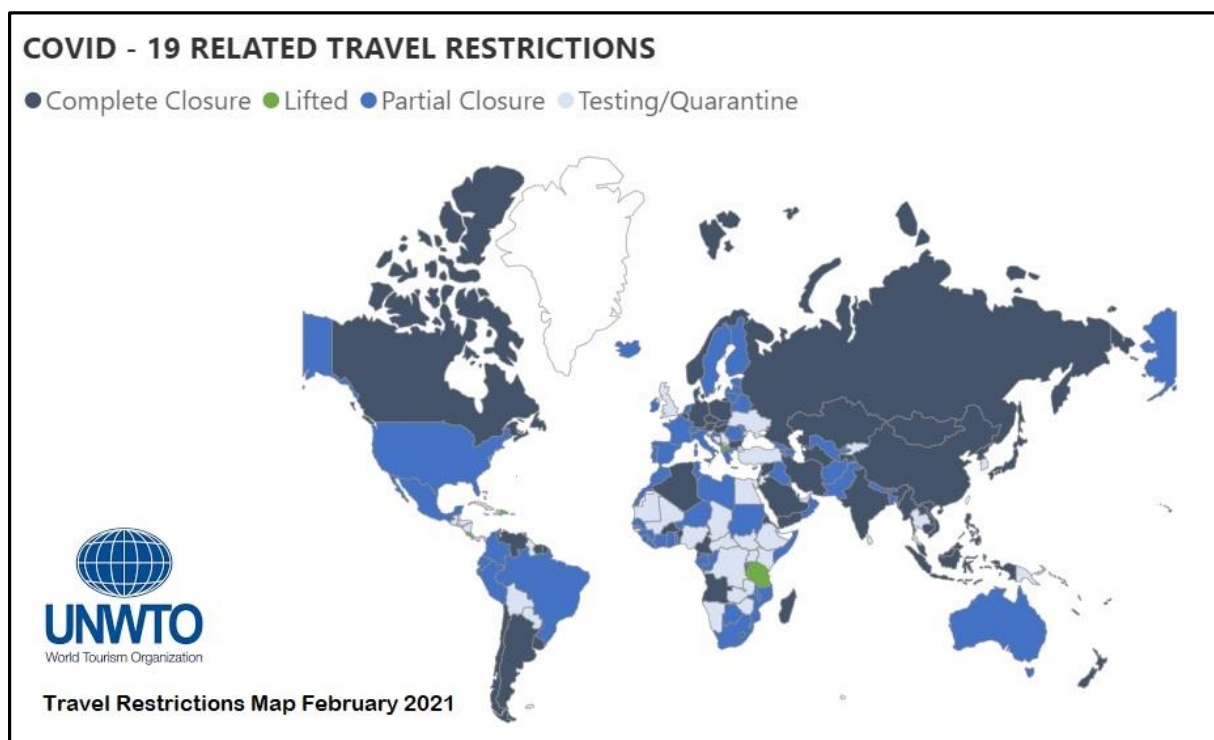 COVID - 19 RELATED TRAVEL RESTRICTIONS
Complete Closure Lifted Partial Closure Testing/Quarantine
UNWTO
World Tourism Organization
Travel Restrictions Map February 2021